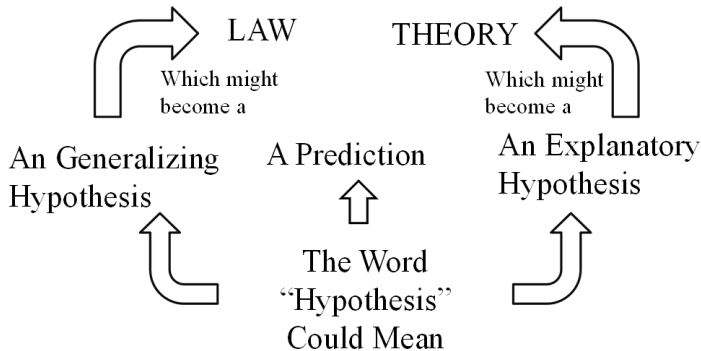 LAW
THEORY
Which might
become a
Which might
become a
An Generalizing
Hypothesis
A Prediction
An Explanatory
Hypothesis
The Word
“Hypothesis”
Could Mean